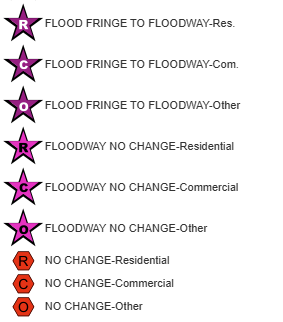 R FLOOD FRINGE TO FLOODWAY-Res.
C FLOOD FRINGE TO FLOODWAY-Com.
O FLOOD FRINGE TO FLOODWAY-Other
R FLOODWAY NO CHANGE-Residential
C FLOODWAY NO CHANGE-Commercial
O FLOODWAY NO CHANGE-Other
R NO CHANGE-Residential
C NO CHANGE-Commercial
O NO CHANGE-Other